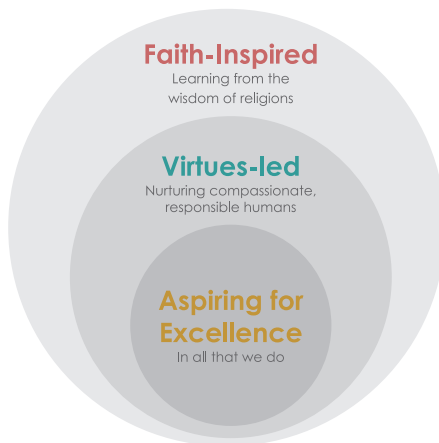 Faith-Inspired
Learning from the
wisdom of religions
Virtues-led
Nurturing compassionate,
responsible humans
Aspiring for
Excellence
In all that we do